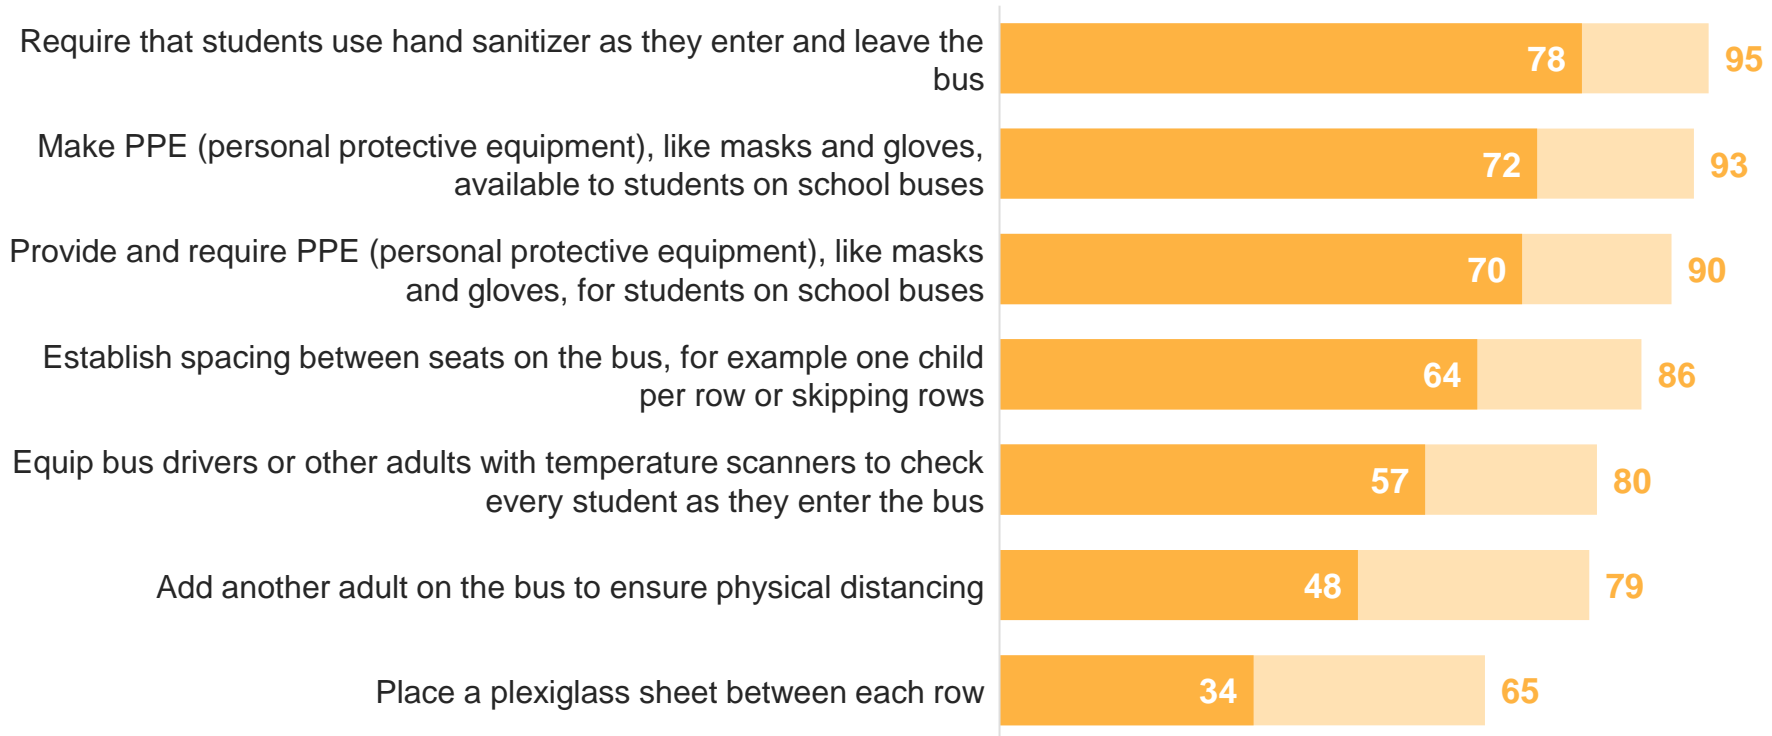 Require that students use hand sanitizer as they enter and leave the
bus
78 95
Make PPE (personal protective equipment), like masks and gloves,
available to students on school buses
72 93
Provide and require PPE (personal protective equipment), like masks
and gloves, for students on school buses
70 90
Establish spacing between seats on the bus, for example one child
per row or skipping rows
64 86
Equip bus drivers or other adults with temperature scanners to check
every student as they enter the bus
57 80
Add another adult on the bus to ensure physical distancing
48 79
Place a plexiglass sheet between each row
34 65